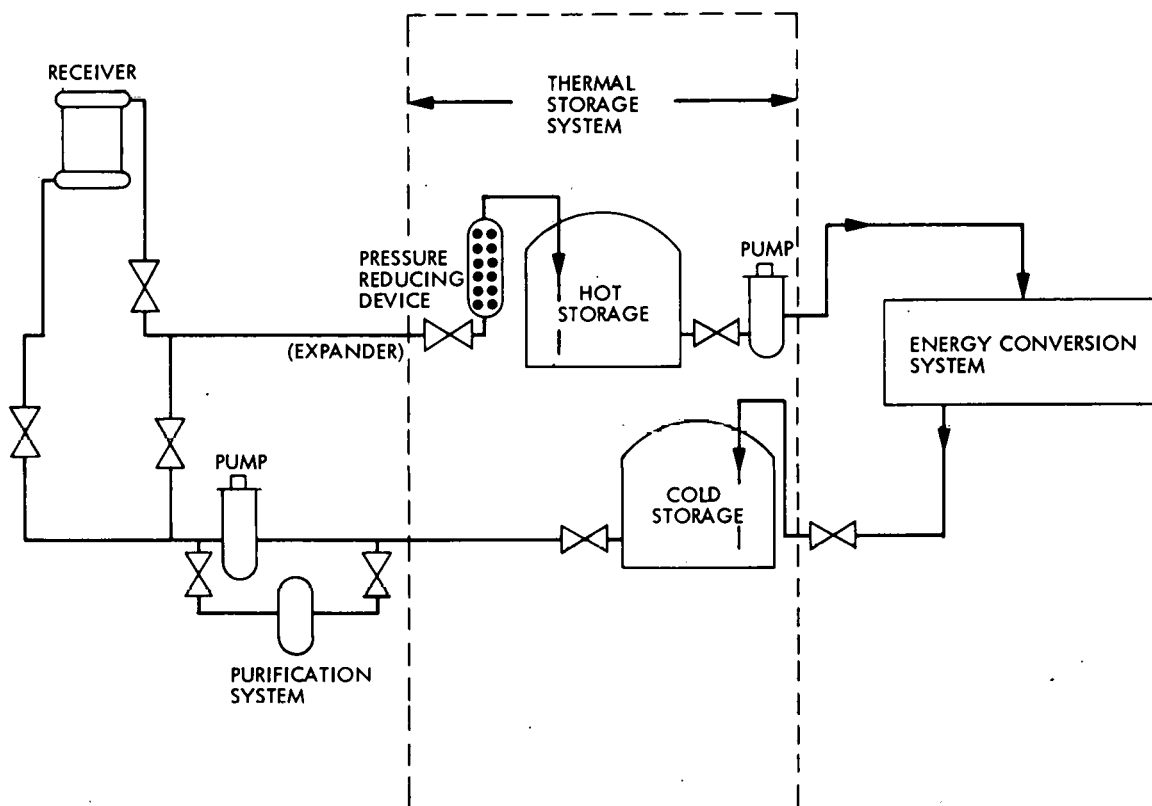 RECEIVER
THERMAL
STORAGE
SYSTEM
PRESSURE
REDUCING
DEVICE
(EXPANDER)
HOT
STORAGE
PUMP
ENERGY CONVERSION
SYSTEM
PUMP
COLD
STORAGE
PURIFICATION
SYSTEM